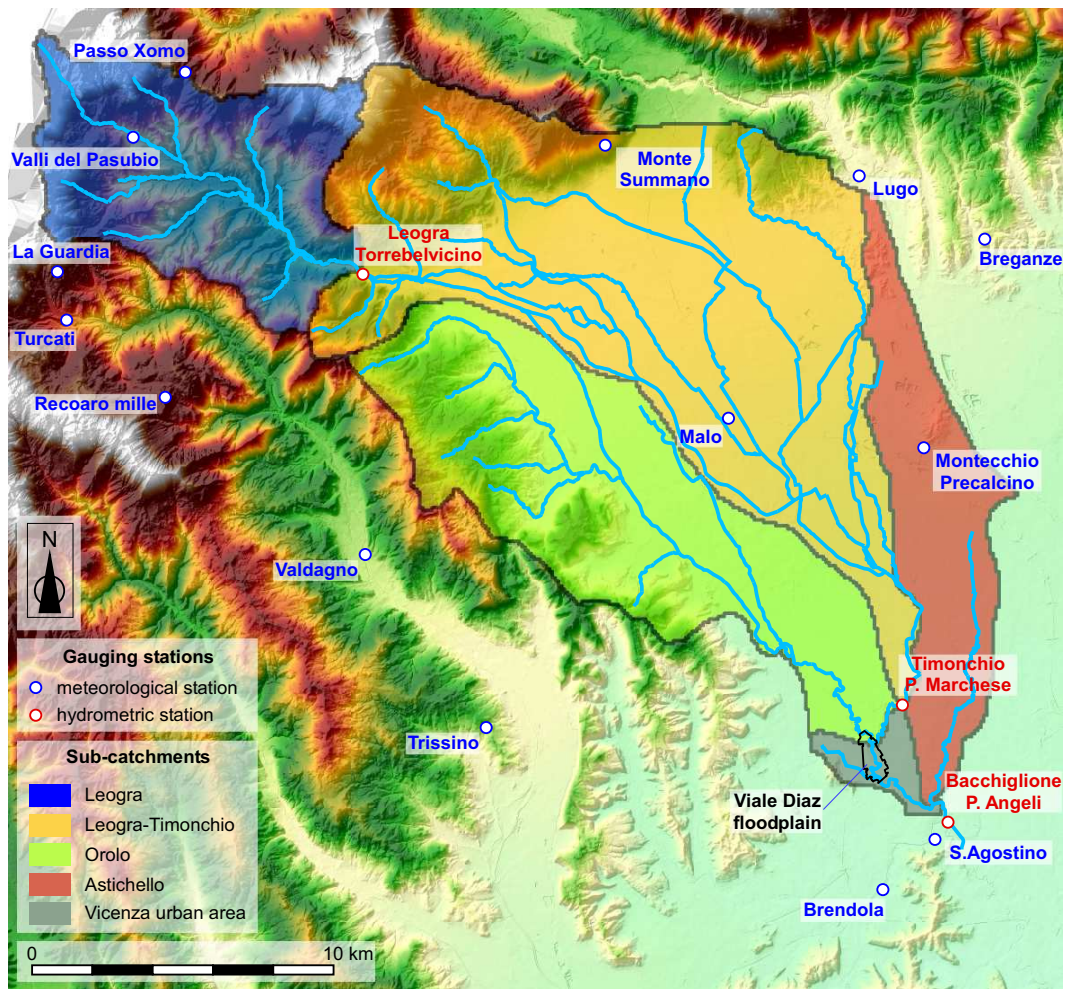 Passo Xomo
Valli del Pasubio
Monte
Summano
Lugo
Leogra
Torrebelvicino
La Guardia
Breganze
Turcati
Recoaro mille
Malo
Montecchio
Precalcino
N
Valdagno
Gauging stations
meteorological station
hydrometric station
Timonchio
P. Marchese
Trissino
Sub-catchments
Leogra
Leogra-Timonchio
Orolo
Astichello
Vicenza urban area
Bacchiglione
P. Angeli
Viale Diaz
floodplain
S.Agostino
Brendola
0 10 km